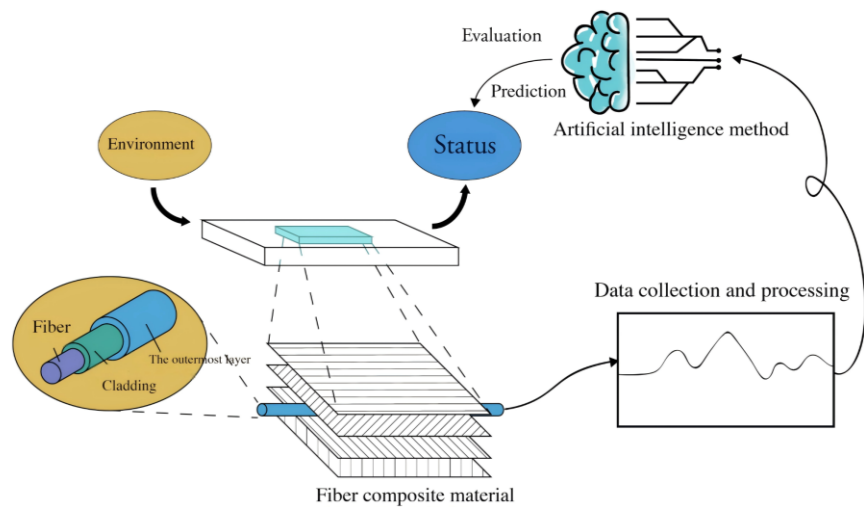 Evaluation
Prediction
Artificial intelligence method
Environment
Status
Data collection and processing
Fiber
The outermost layer
Cladding
Fiber composite material